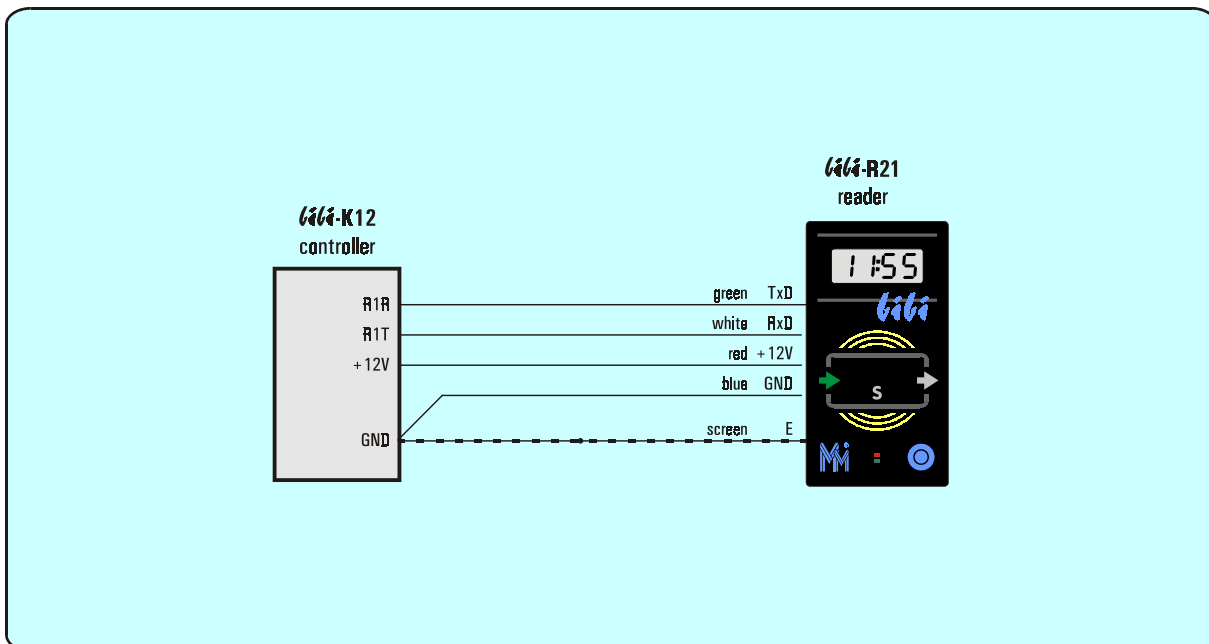 bibi-R21
reader
bibi-K12
controller
11:55
bibi
R1R green TxD
R1T white RxD
+12V red +12V
blue GND
S
GND screen E
MM